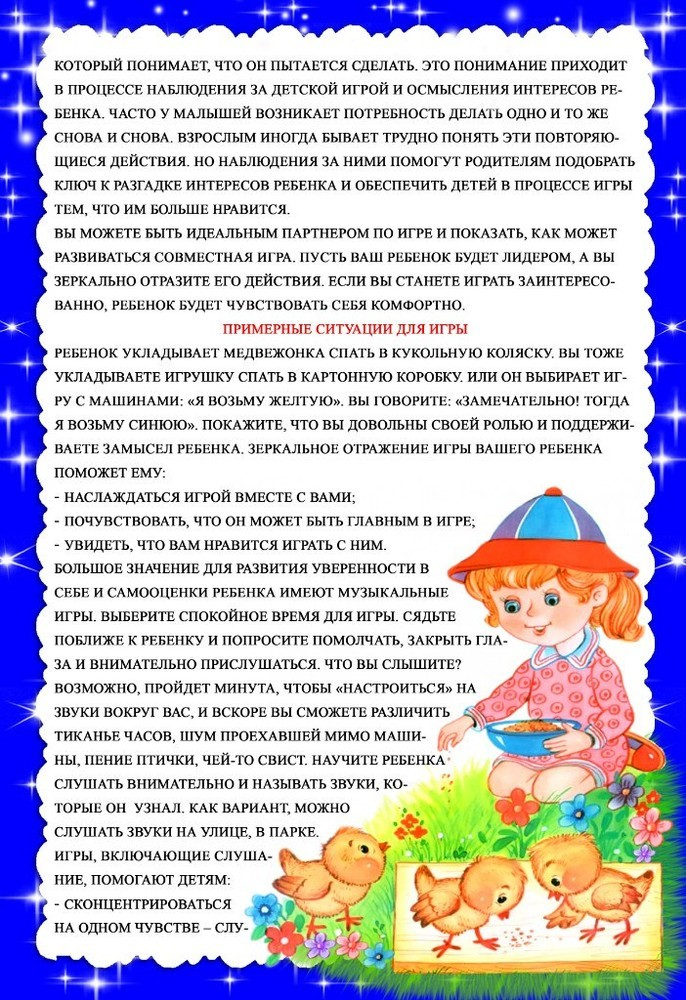 КОТОРЫЙ ПОНИМАЕТ, ЧТО ОН ПЫТАЕТСЯ СДЕЛАТЬ. ЭТО ПОНИМАНИЕ ПРИХОДИТ
В ПРОЦЕССЕ НАБЛЮДЕНИЯ ЗА ДЕТСКОЙ ИГРОЙ И ОСМЫСЛЕНИЯ ИНТЕРЕСОВ РЕ-
БЕНКА. ЧАСТО У МАЛЫШЕЙ ВОЗНИКАЕТ ПОТРЕБНОСТЬ ДЕЛАТЬ ОДНО И ТО ЖЕ
СНОВА И СНОВА. ВЗРОСЛЫМ ИНОГДА БЫВАЕТ ТРУДНО ПОНЯТЬ ЭТИ ПОВТОРЯЮ-
ЩИЕСЯ ДЕЙСТВИЯ. НО НАБЛЮДЕНИЯ ЗА НИМИ ПОМОГУТ РОДИТЕЛЯМ ПОДОБРАТЬ
КЛЮЧ К РАЗГАДКЕ ИНТЕРЕСОВ РЕБЕНКА И ОБЕСПЕЧИТЬ ДЕТЕЙ В ПРОЦЕССЕ ИГРЫ
ТЕМ, ЧТО ИМ БОЛЬШЕ НРАВИТСЯ.
ВЫ МОЖЕТЕ БЫТЬ ИДЕАЛЬНЫМ ПАРТНЕРОМ ПО ИГРЕ И ПОКАЗАТЬ, КАК МОЖЕТ
РАЗВИВАТЬСЯ СОВМЕСТНАЯ ИГРА. ПУСТЬ ВАШ РЕБЕНОК БУДЕТ ЛИДЕРОМ, А ВЫ
ЗЕРКАЛЬНО ОТРАЗИТЕ ЕГО ДЕЙСТВИЯ. ЕСЛИ ВЫ СТАНЕТЕ ИГРАТЬ ЗАИНТЕРЕСО-
ВАННО, РЕБЕНОК БУДЕТ ЧУВСТВОВАТЬ СЕБЯ КОМФОРТНО.
ПРИМЕРНЫЕ СИТУАЦИИ ДЛЯ ИГРЫ
РЕБЕНОК УКЛАДЫВАЕТ МЕДВЕЖОНКА СПАТЬ В КУКОЛЬНУЮ КОЛЯСКУ. ВЫ ТОЖЕ
УКЛАДЫВАЕТЕ ИГРУШКУ СПАТЬ В КАРТОННУЮ КОРОБКУ. ИЛИ ОН ВЫБИРАЕТ ИГ-
РУ С МАШИНАМИ: «Я ВОЗЬМУ ЖЕЛТУЮ». ВЫ ГОВОРИТЕ: «ЗАМЕЧАТЕЛЬНО! ТОГДА
Я ВОЗЬМУ СИНЮЮ». ПОКАЖИТЕ, ЧТО ВЫ ДОВОЛЬНЫ СВОЕЙ РОЛЬЮ И ПОДДЕРЖИ-
ВАЕТЕ ЗАМЫСЕЛ РЕБЕНКА. ЗЕРКАЛЬНОЕ ОТРАЖЕНИЕ ИГРЫ ВАШЕГО РЕБЕНКА
ПОМОЖЕТ ЕМУ:
- НАСЛАЖДАТЬСЯ ИГРОЙ ВМЕСТЕ С ВАМИ;
- ПОЧУВСТВОВАТЬ, ЧТО ОН МОЖЕТ БЫТЬ ГЛАВНЫМ В ИГРЕ;
- УВИДЕТЬ, ЧТО ВАМ НРАВИТСЯ ИГРАТЬ С НИМ.
БОЛЬШОЕ ЗНАЧЕНИЕ ДЛЯ РАЗВИТИЯ УВЕРЕННОСТИ В
СЕБЕ И САМООЦЕНКИ РЕБЕНКА ИМЕЮТ МУЗЫКАЛЬНЫЕ
ИГРЫ. ВЫБЕРИТЕ СПОКОЙНОЕ ВРЕМЯ ДЛЯ ИГРЫ. СЯДЬТЕ
ПОБЛИЖЕ К РЕБЕНКУ И ПОПРОСИТЕ ПОМОЛЧАТЬ, ЗАКРЫТЬ ГЛА-
ЗА И ВНИМАТЕЛЬНО ПРИСЛУШАТЬСЯ. ЧТО ВЫ СЛЫШИТЕ?
ВОЗМОЖНО, ПРОЙДЕТ МИНУТА, ЧТОБЫ «НАСТРОИТЬСЯ» НА
ЗВУКИ ВОКРУГ ВАС, И ВСКОРЕ ВЫ СМОЖЕТЕ РАЗЛИЧИТЬ
ТИКАНЬЕ ЧАСОВ, ШУМ ПРОЕХАВШЕЙ МИМО МАШИ-
НЫ, ПЕНИЕ ПТИЧКИ, ЧЕЙ-ТО СВИСТ. НАУЧИТЕ РЕБЕНКА
СЛУШАТЬ ВНИМАТЕЛЬНО И НАЗЫВАТЬ ЗВУКИ, КО-
ТОРЫЕ ОН УЗНАЛ. КАК ВАРИАНТ, МОЖНО
СЛУШАТЬ ЗВУКИ НА УЛИЦЕ, В ПАРКЕ.
ИГРЫ, ВКЛЮЧАЮЩИЕ СЛУША-
НИЕ, ПОМОГАЮТ ДЕТЯМ:
- СКОНЦЕНТРИРОВАТЬСЯ
НА ОДНОМ ЧУВСТВЕ – СЛУ-